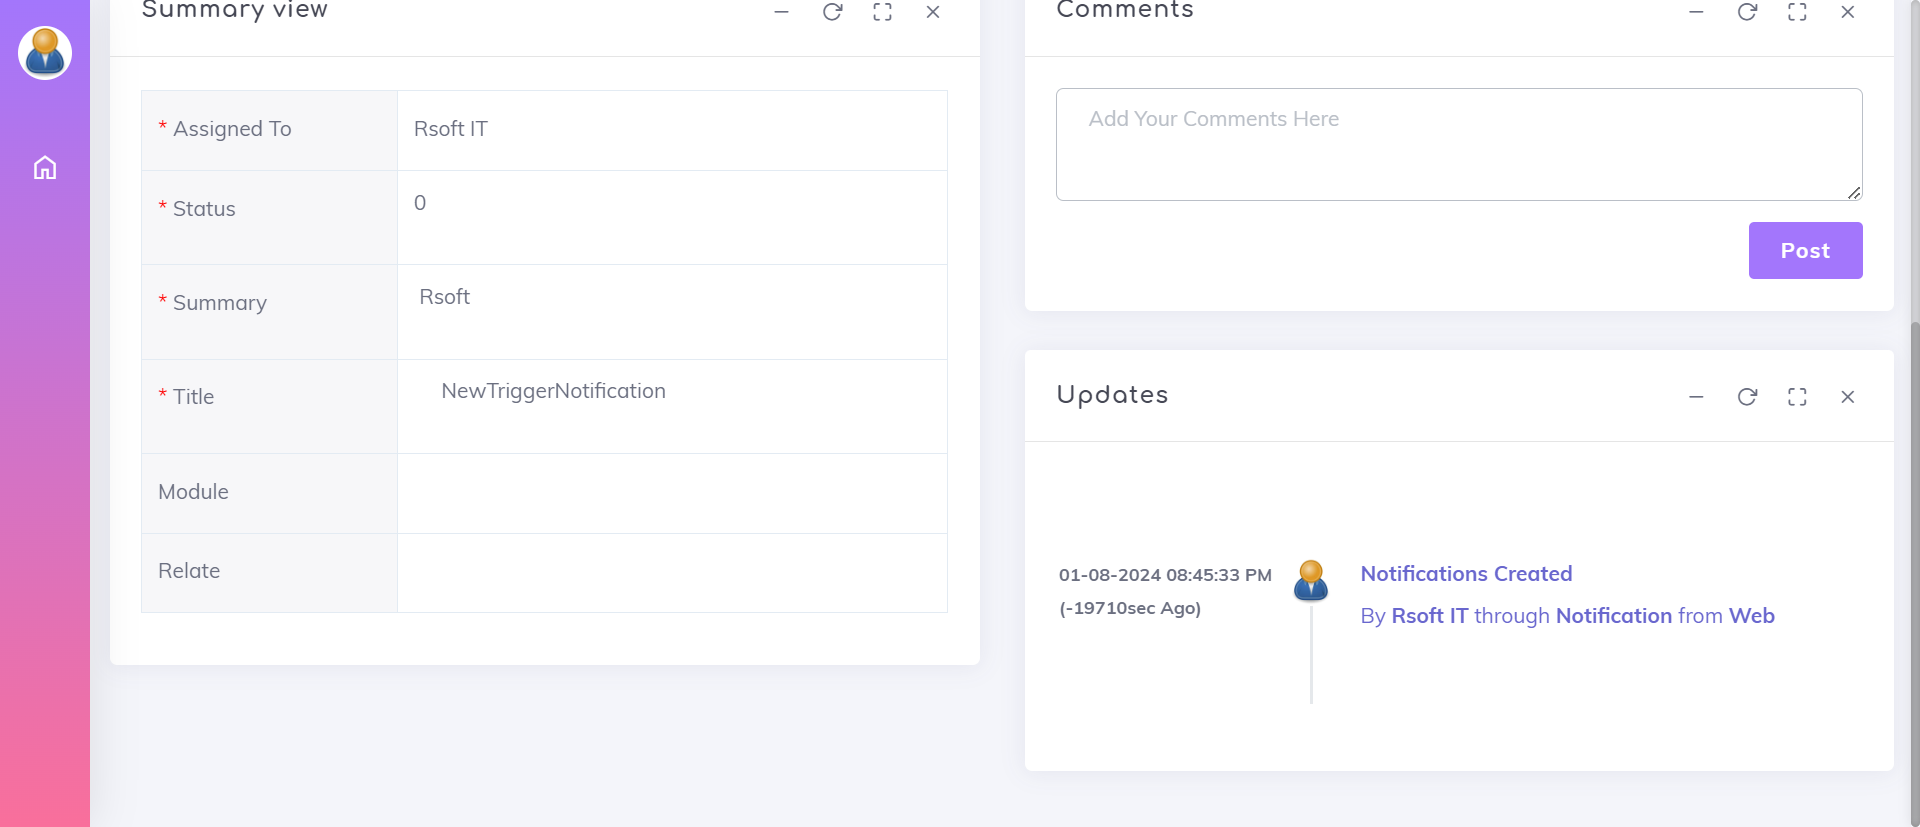 Summary view
* Assigned To
Rsoft IT
* Status
0
* Summary
Rsoft
* Title
NewTriggerNotification
Module
Relate
Comments
Add Your Comments Here
Post
Updates
01-08-2024 08:45:33 PM
(-19710sec Ago)
Notifications Created
By Rsoft IT through Notification from Web